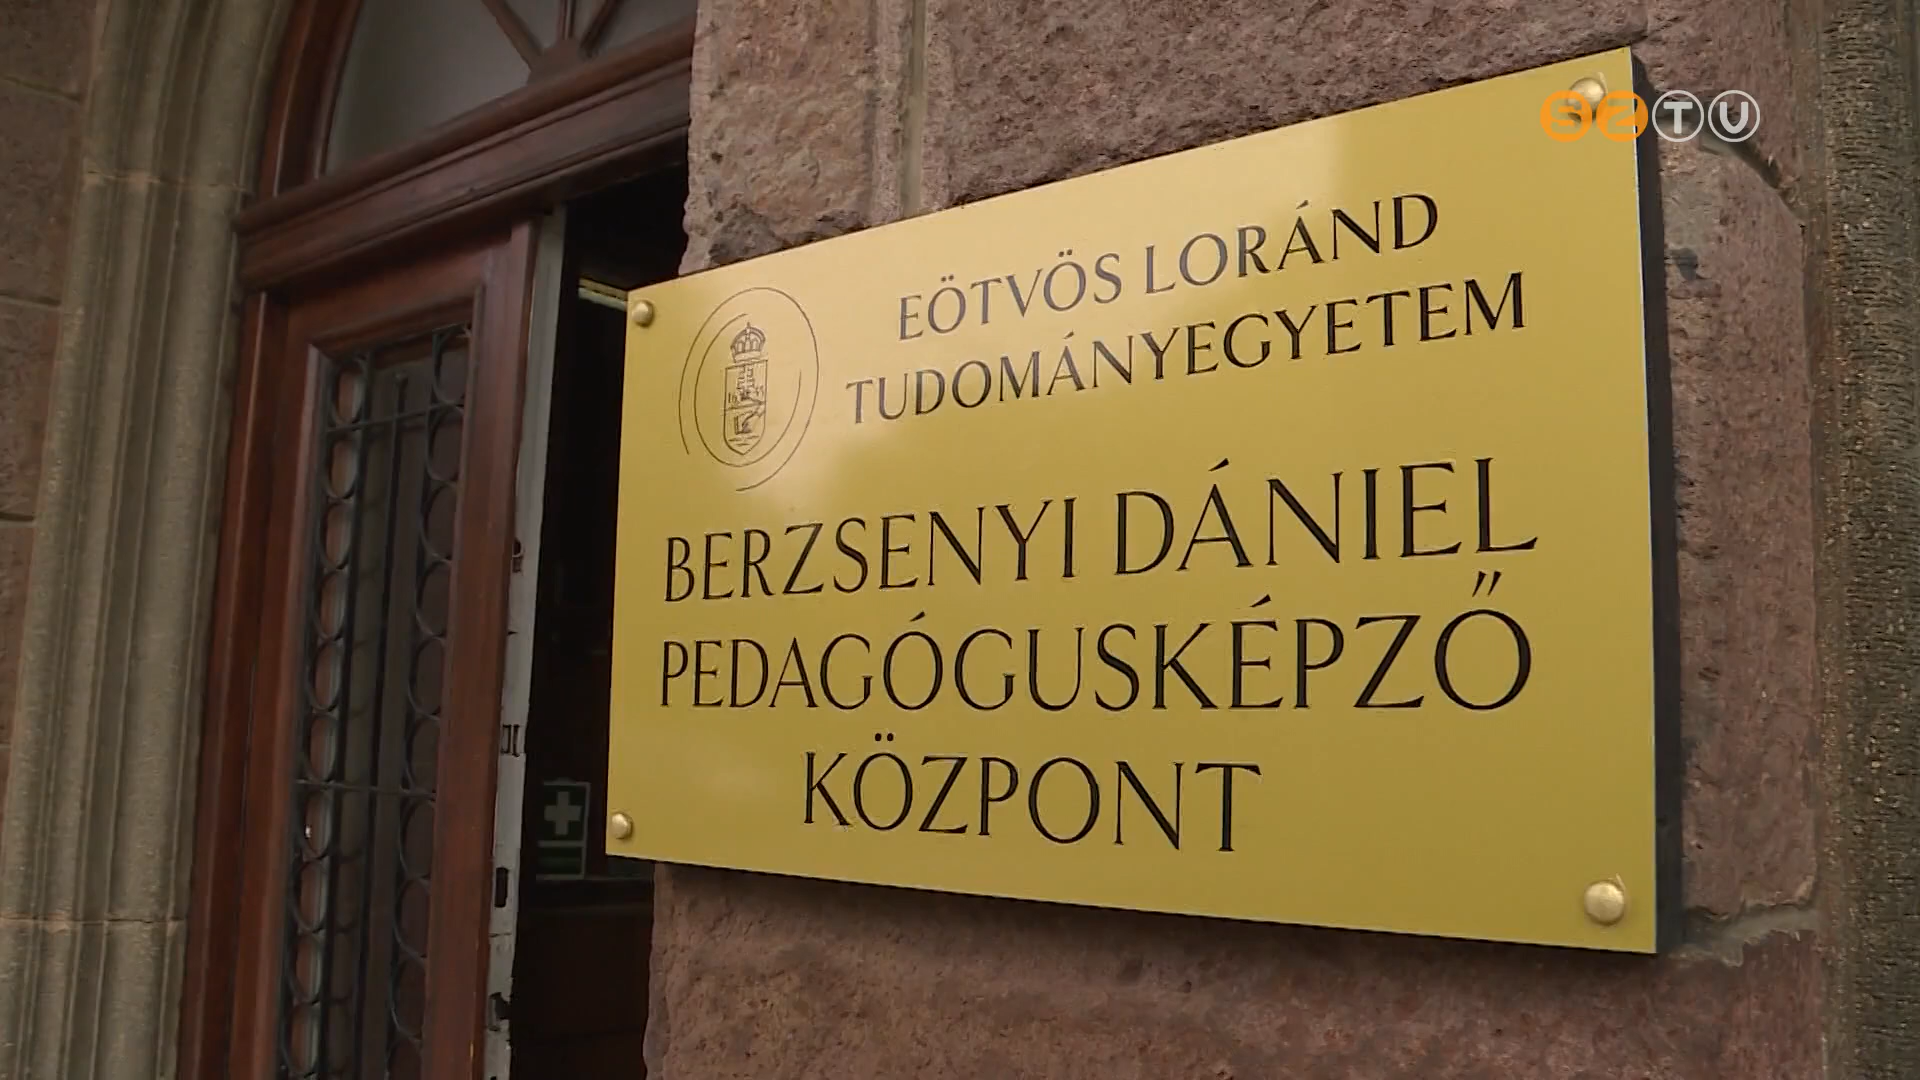 SZTV
EÖTVÖS LORÁND
TUDOMÁNYEGYETEM
BERZSENYI DÁNIEL
PEDAGÓGUSKÉPZŐ
KÖZPONT